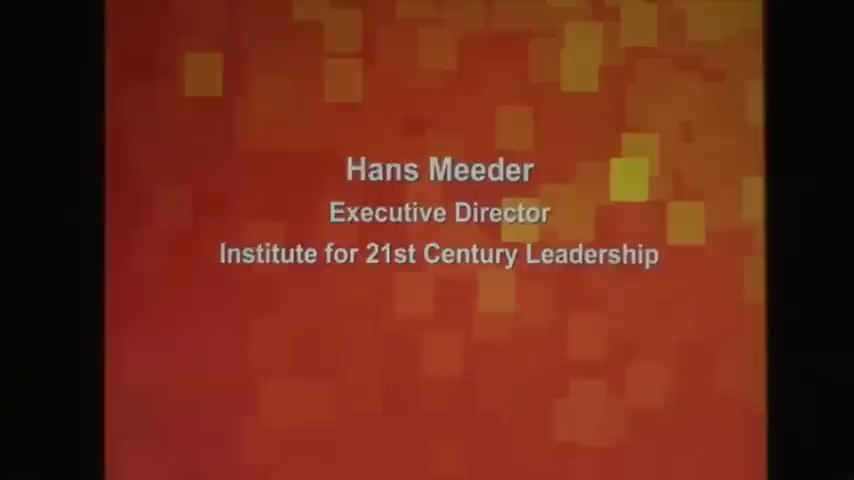 Hans Meeder
Executive Director
Institute for 21st Century Leadership